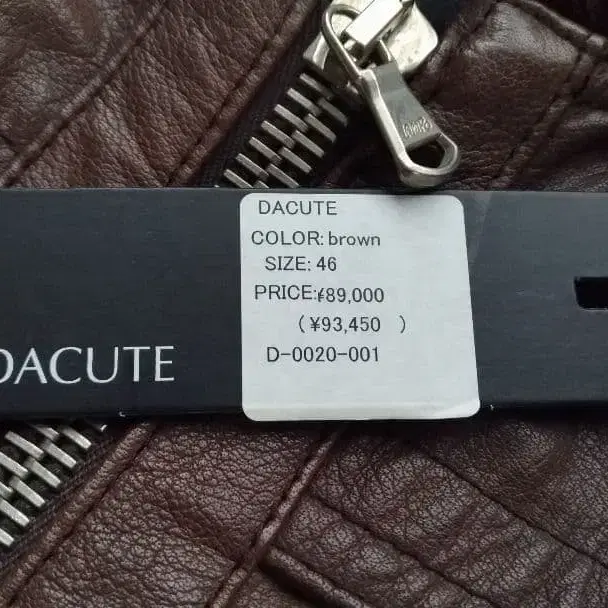 DACUTE
COLOR: brown
SIZE: 46
PRICE:¥89,000
(¥93,450 )
D-0020-001
DACUTE